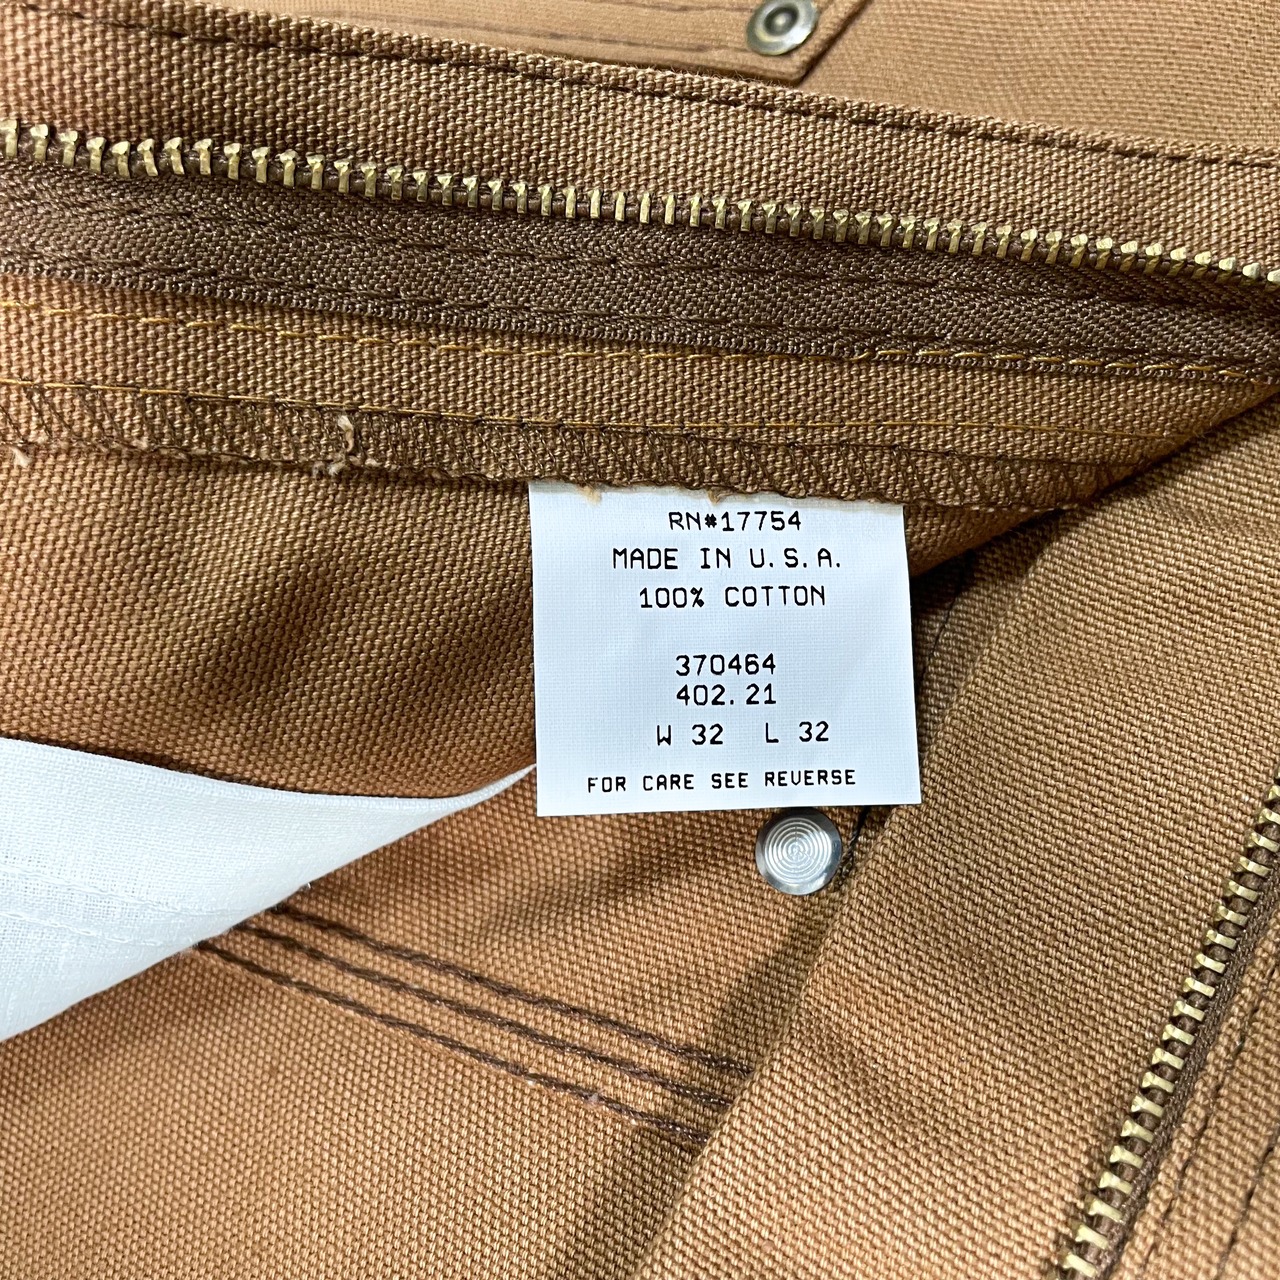 RN#17754
MADE IN U.S.A.
100% COTTON
370464
402.21
W 32 L 32
FOR CARE SEE REVERSE